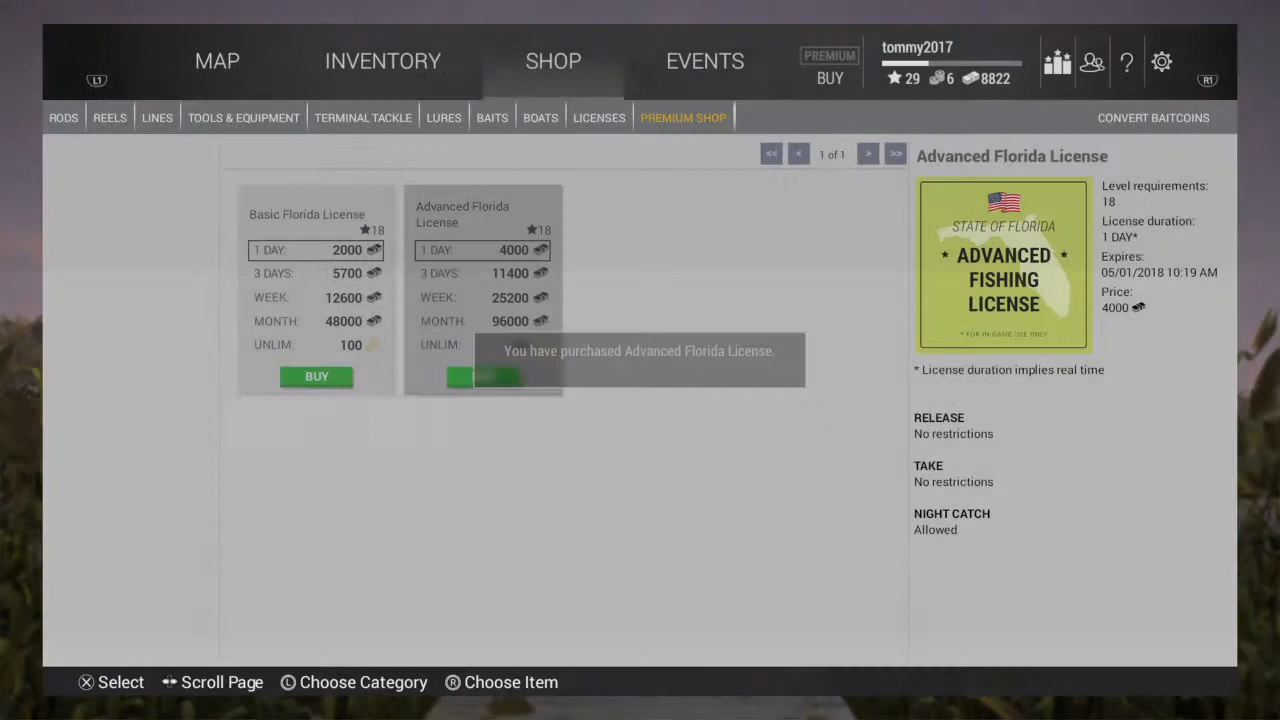 MAP
INVENTORY
SHOP
EVENTS
PREMIUM
BUY
tommy2017
29 6 8822
L1
R1
RODS
REELS
LINES
TOOLS & EQUIPMENT
TERMINAL TACKLE
LURES
BAITS
BOATS
LICENSES
PREMIUM SHOP
CONVERT BAITCOINS
<< < 1 of 1 > >>
Basic Florida License
18
1 DAY: 2000
3 DAYS: 5700
WEEK: 12600
MONTH: 48000
UNLIM: 100
BUY
Advanced Florida
License
18
1 DAY: 4000
3 DAYS: 11400
WEEK: 25200
MONTH: 96000
UNLIM:
You have purchased Advanced Florida License.
Advanced Florida License
STATE OF FLORIDA
ADVANCED
FISHING
LICENSE
* FOR IN-GAME USE ONLY
Level requirements:
18
License duration:
1 DAY*
Expires:
05/01/2018 10:19 AM
Price:
4000
* License duration implies real time
RELEASE
No restrictions
TAKE
No restrictions
NIGHT CATCH
Allowed
Select
Scroll Page
L Choose Category
R Choose Item